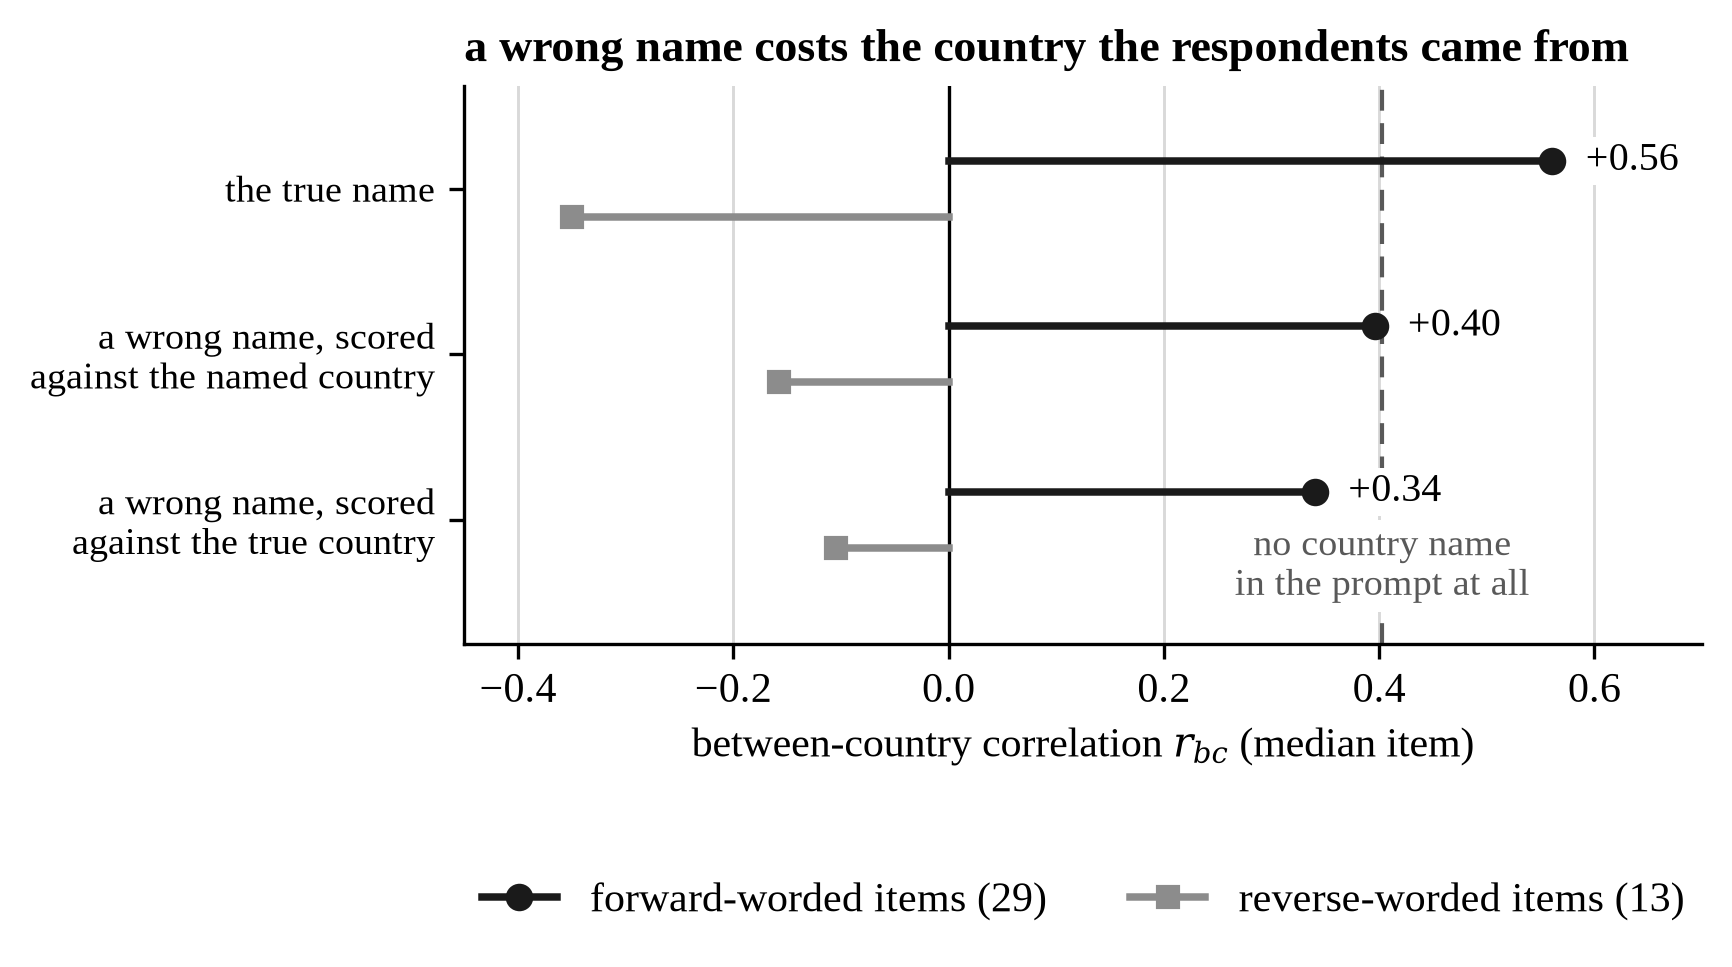 a wrong name costs the country the respondents came from
the true name
+0.56
a wrong name, scored
against the named country
+0.40
a wrong name, scored
against the true country
+0.34
no country name
in the prompt at all
−0.4 −0.2 0.0 0.2 0.4 0.6
between-country correlation r_bc (median item)
forward-worded items (29) reverse-worded items (13)